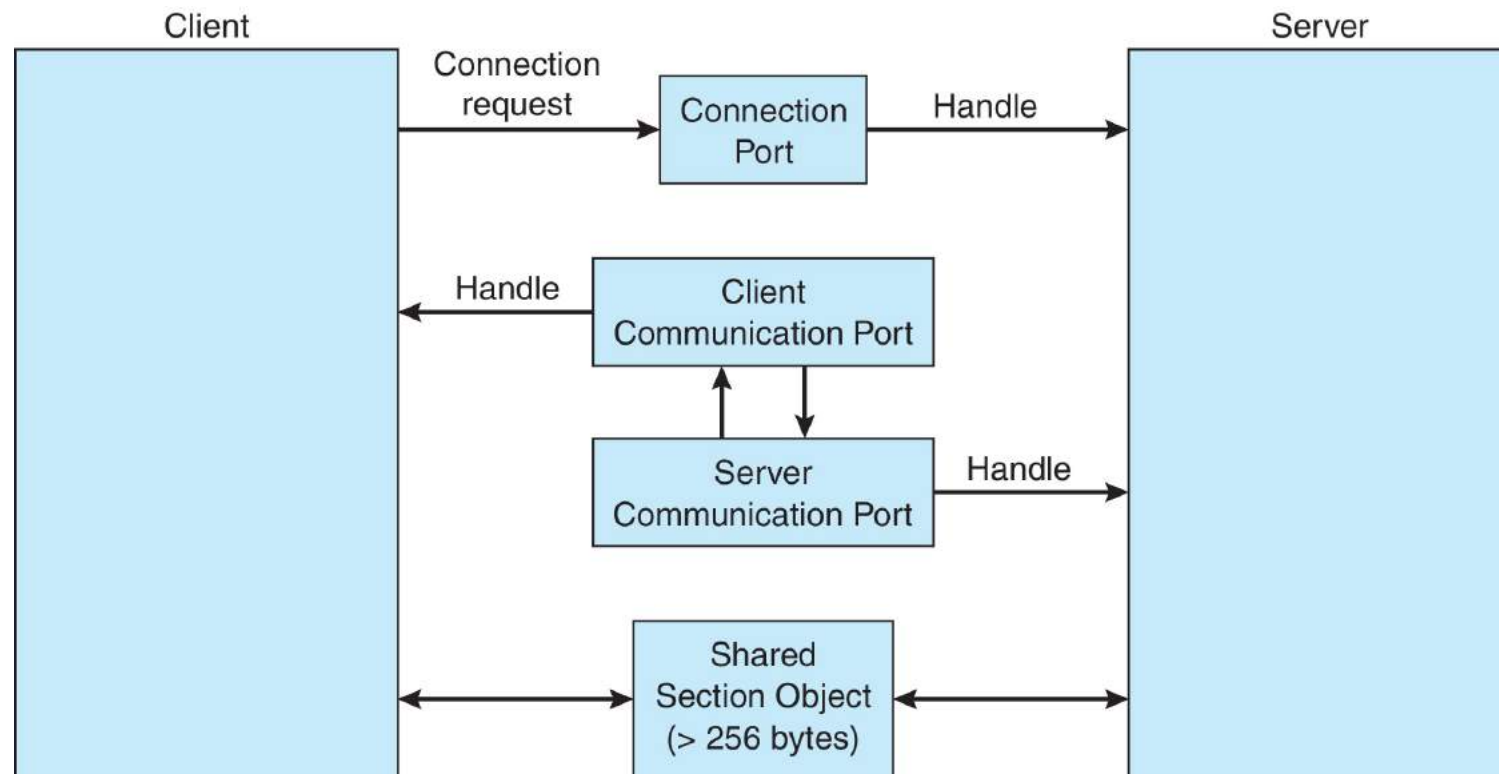 Client
Server
Connection
request
Connection
Port
Handle
Handle
Client
Communication Port
Server
Communication Port
Handle
Shared
Section Object
(> 256 bytes)